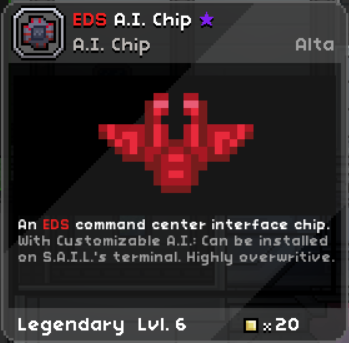 EDS A.I. Chip
A.I. Chip
Alta
An EDS command center interface chip.
With Customizable A.I.: Can be installed
on S.A.I.L.'s terminal. Highly overwritive.
Legendary Lvl. 6
x20